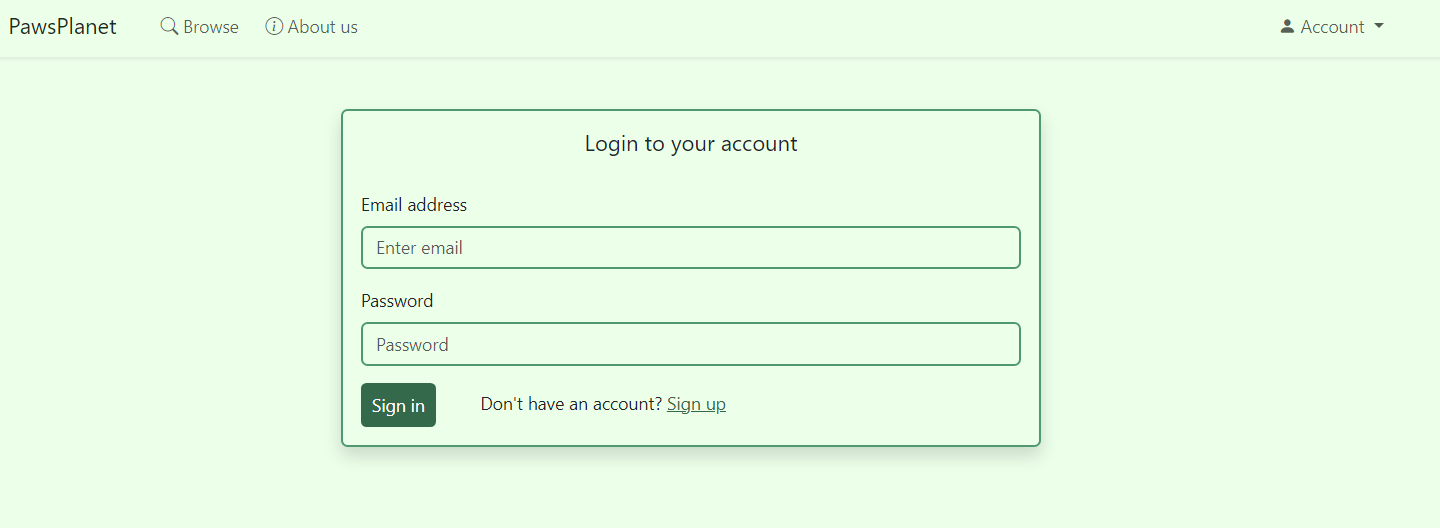 PawsPlanet Browse About us Account
Login to your account
Email address
Enter email
Password
Password
Sign in Don't have an account? Sign up